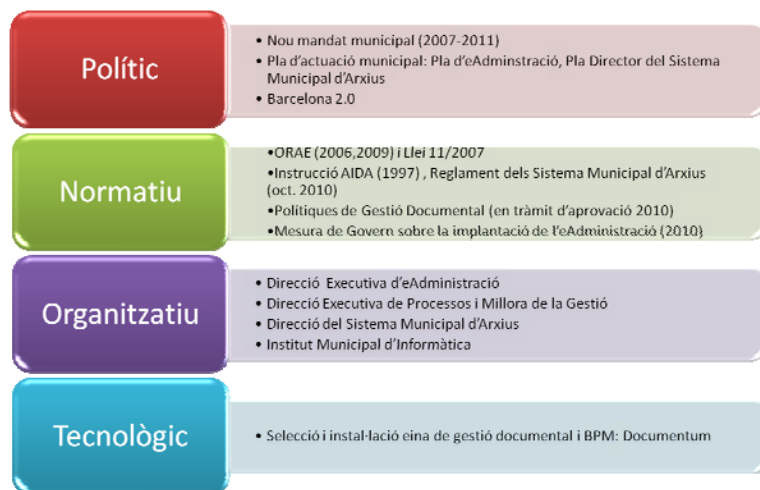 Polític
• Nou mandat municipal (2007-2011)
• Pla d'actuació municipal: Pla d'eAdminstració, Pla Director del Sistema
Municipal d'Arxius
• Barcelona 2.0
Normatiu
•ORAE (2006,2009) i Llei 11/2007
•Instrucció AIDA (1997) , Reglament dels Sistema Municipal d'Arxius
(oct. 2010)
•Polítiques de Gestió Documental (en tràmit d'aprovació 2010)
•Mesura de Govern sobre la implantació de l'eAdministració (2010)
Organitzatiu
• Direcció Executiva d'eAdministració
• Direcció Executiva de Processos i Millora de la Gestió
• Direcció del Sistema Municipal d'Arxius
• Institut Municipal d'Informàtica
Tecnològic
• Selecció i instal·lació eina de gestió documental i BPM: Documentum